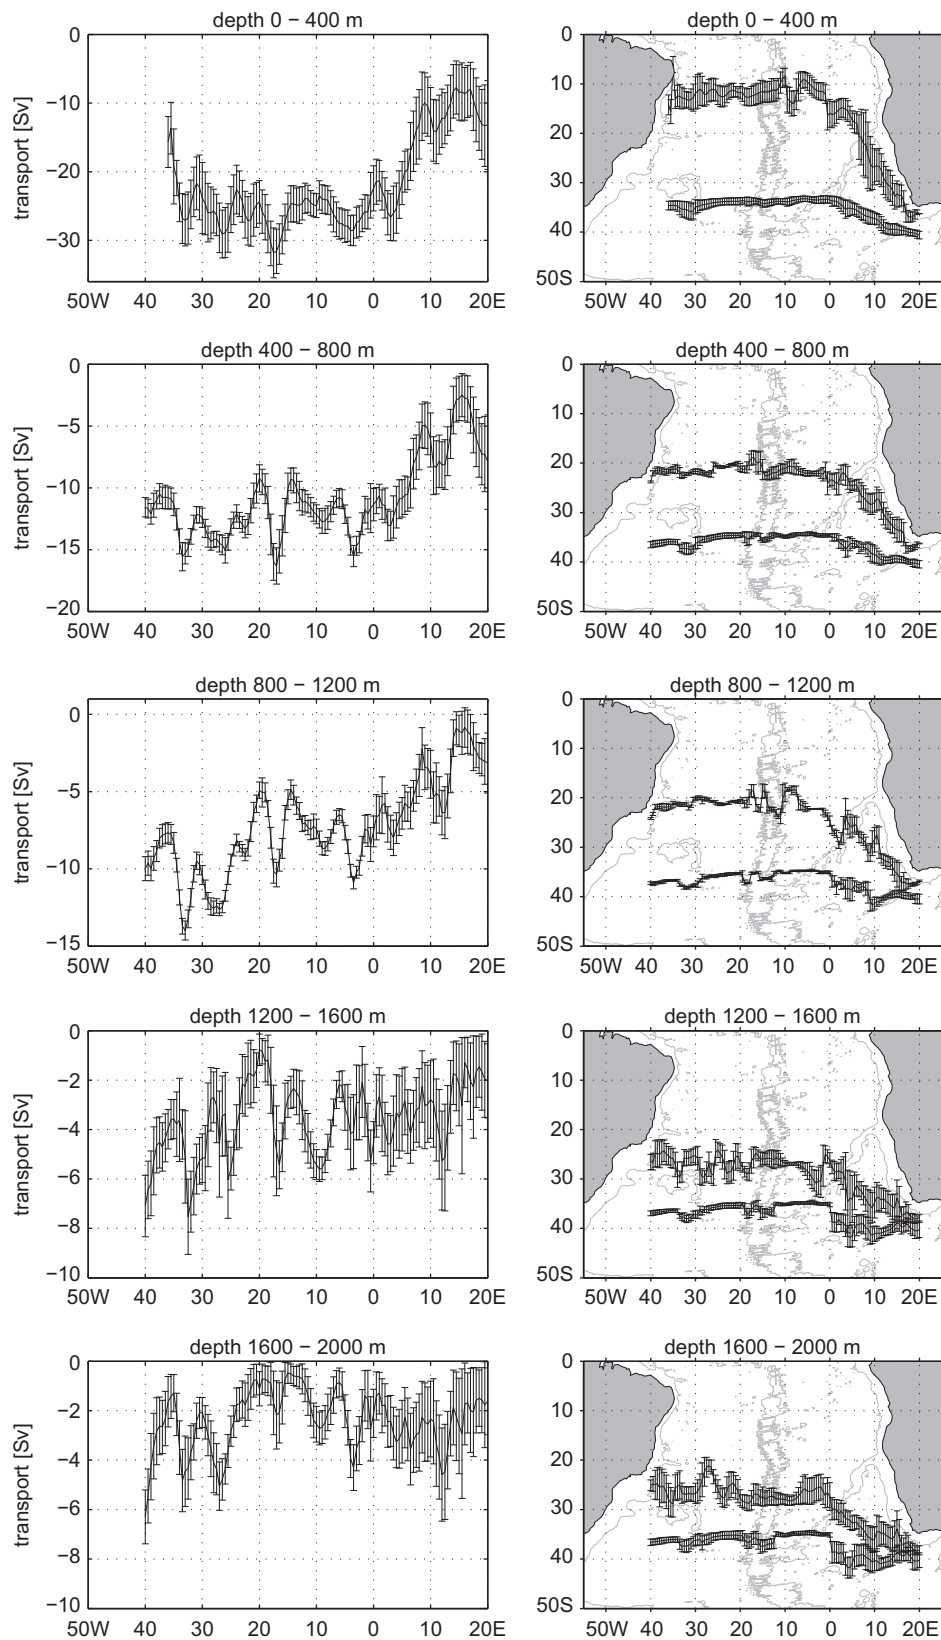 depth 0 − 400 m
transport [Sv]
0
−10
−20
−30
50W 40 30 20 10 0 10 20E
depth 0 − 400 m
0
10
20
30
40
50S
50W 40 30 20 10 0 10 20E
depth 400 − 800 m
transport [Sv]
0
−5
−10
−15
−20
50W 40 30 20 10 0 10 20E
depth 400 − 800 m
0
10
20
30
40
50S
50W 40 30 20 10 0 10 20E
depth 800 − 1200 m
transport [Sv]
0
−5
−10
−15
50W 40 30 20 10 0 10 20E
depth 800 − 1200 m
0
10
20
30
40
50S
50W 40 30 20 10 0 10 20E
depth 1200 − 1600 m
transport [Sv]
0
−2
−4
−6
−8
−10
50W 40 30 20 10 0 10 20E
depth 1200 − 1600 m
0
10
20
30
40
50S
50W 40 30 20 10 0 10 20E
depth 1600 − 2000 m
transport [Sv]
0
−2
−4
−6
−8
−10
50W 40 30 20 10 0 10 20E
depth 1600 − 2000 m
0
10
20
30
40
50S
50W 40 30 20 10 0 10 20E